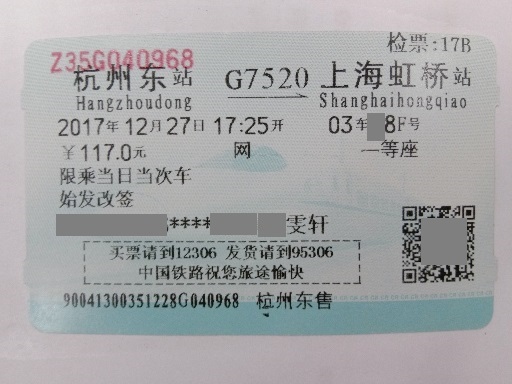 检票:17B
Z35G040968
杭州东站 G7520 上海虹桥站
Hangzhoudong Shanghaihongqiao
2017年12月27日 17:25开 03车 8F号
￥117.0元 网 一等座
限乘当日当次车
始发改签
**** 雯轩
买票请到12306 发货请到95306
中国铁路祝您旅途愉快
90041300351228G040968 杭州东售